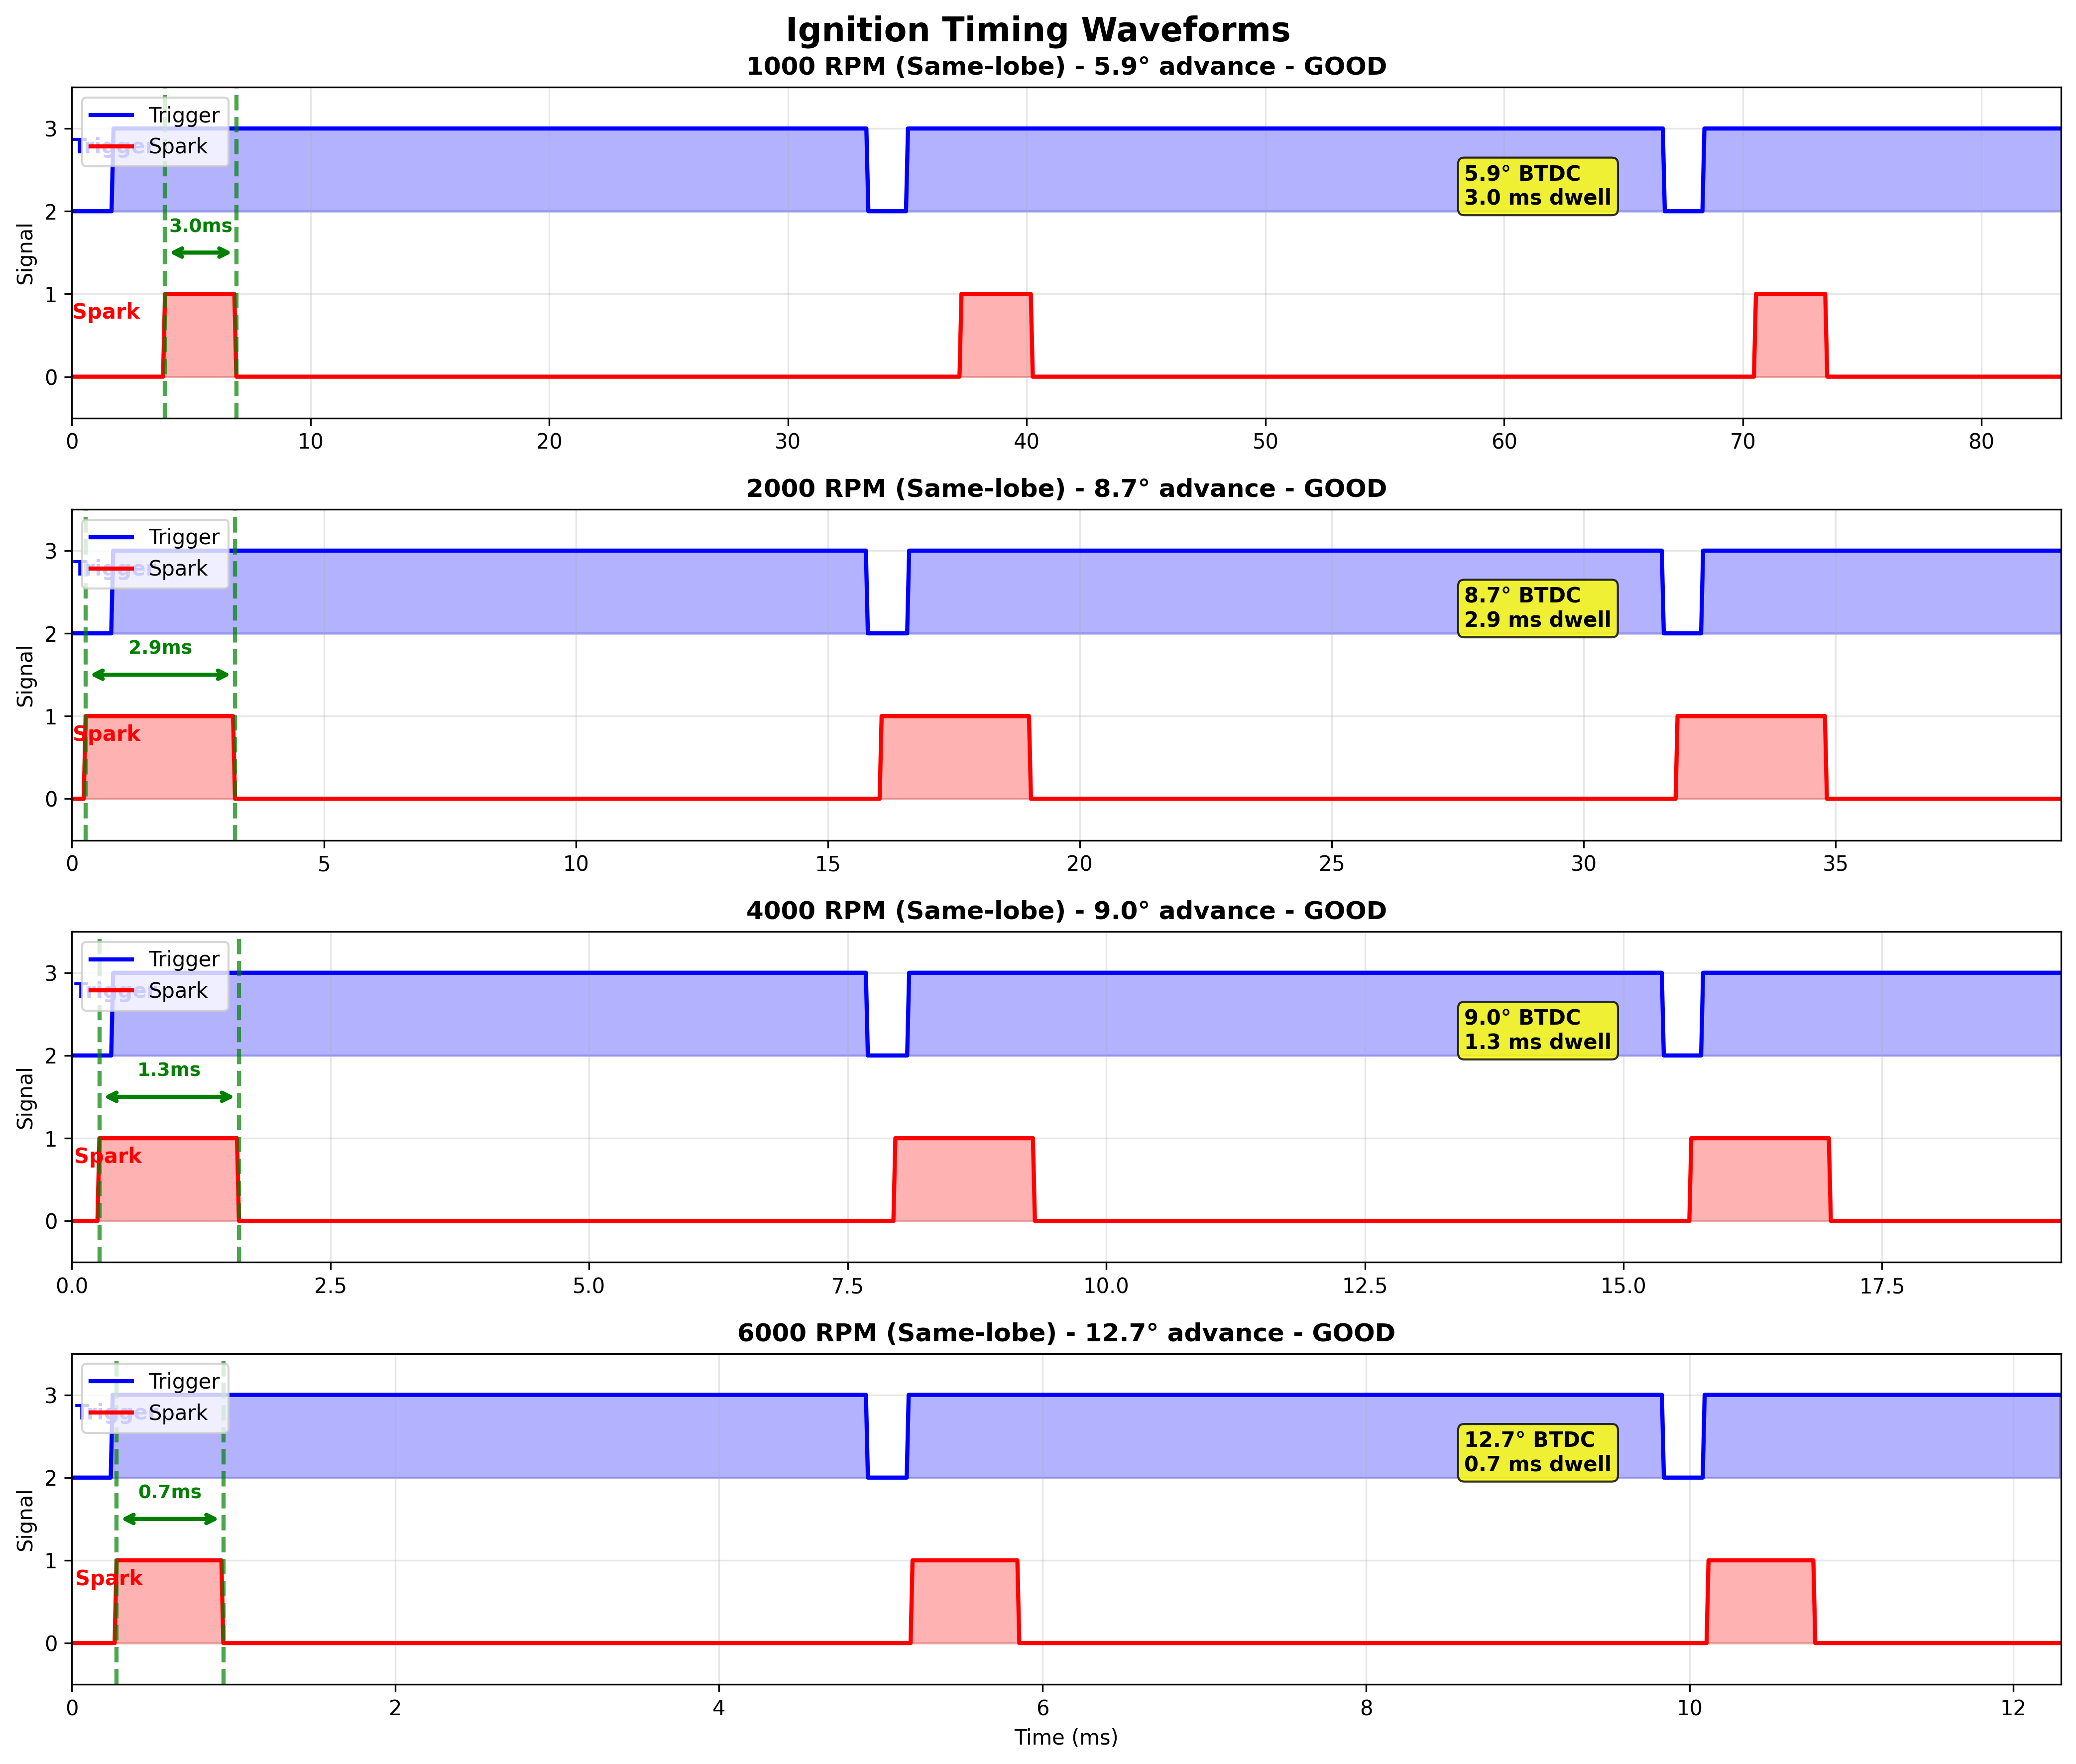 Ignition Timing Waveforms
1000 RPM (Same-lobe) - 5.9° advance - GOOD
Trigger
Spark
Trigger
3.0ms
5.9° BTDC
3.0 ms dwell
Spark
Signal
3
2
1
0
0 10 20 30 40 50 60 70 80
2000 RPM (Same-lobe) - 8.7° advance - GOOD
Trigger
Spark
Trigger
2.9ms
8.7° BTDC
2.9 ms dwell
Spark
Signal
3
2
1
0
0 5 10 15 20 25 30 35
4000 RPM (Same-lobe) - 9.0° advance - GOOD
Trigger
Spark
Trigger
1.3ms
9.0° BTDC
1.3 ms dwell
Spark
Signal
3
2
1
0
0.0 2.5 5.0 7.5 10.0 12.5 15.0 17.5
6000 RPM (Same-lobe) - 12.7° advance - GOOD
Trigger
Spark
Trigger
0.7ms
12.7° BTDC
0.7 ms dwell
Spark
Signal
3
2
1
0
0 2 4 6 8 10 12
Time (ms)